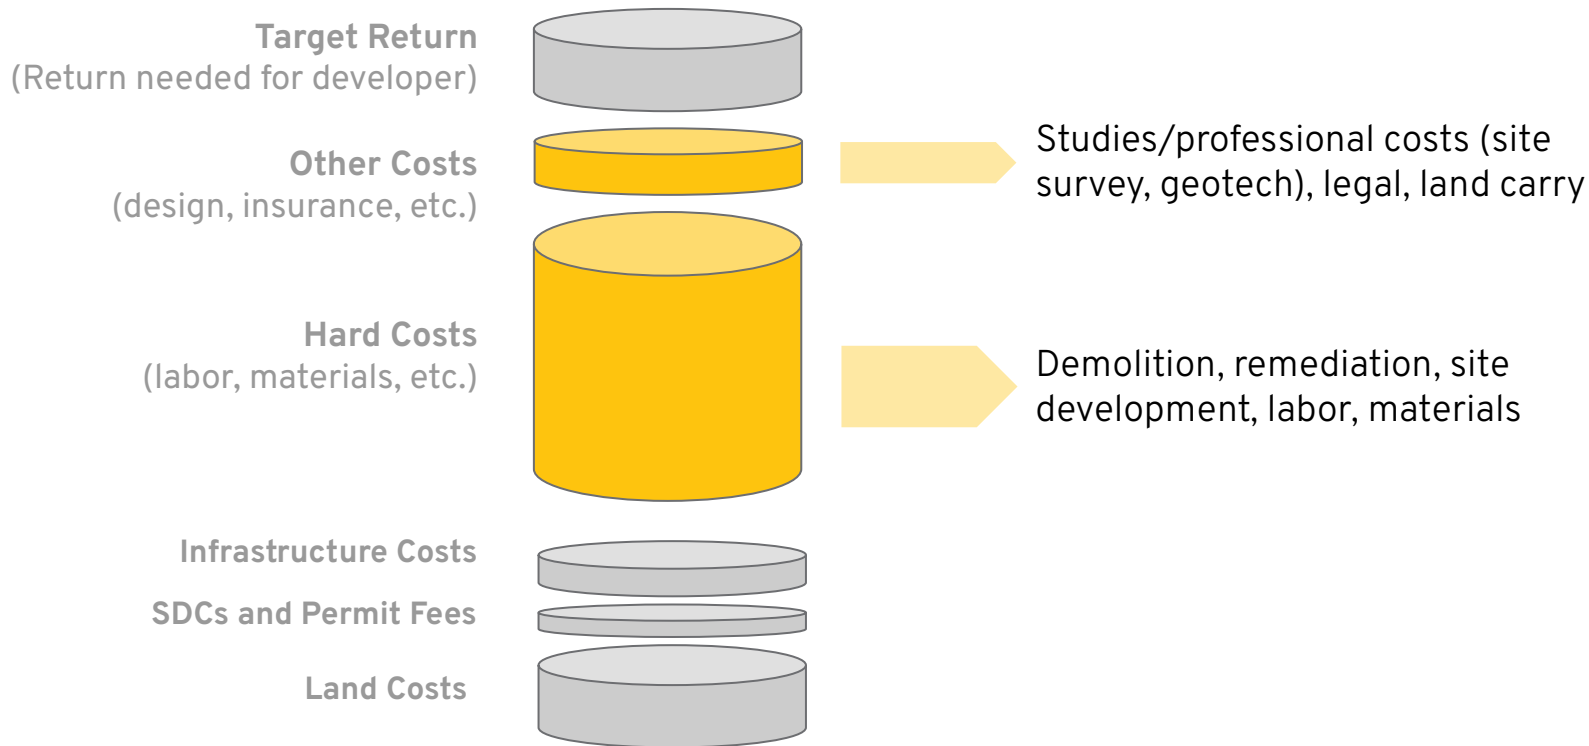 Target Return
(Return needed for developer)
Other Costs
(design, insurance, etc.)
Studies/professional costs (site
survey, geotech), legal, land carry
Hard Costs
(labor, materials, etc.)
Demolition, remediation, site
development, labor, materials
Infrastructure Costs
SDCs and Permit Fees
Land Costs